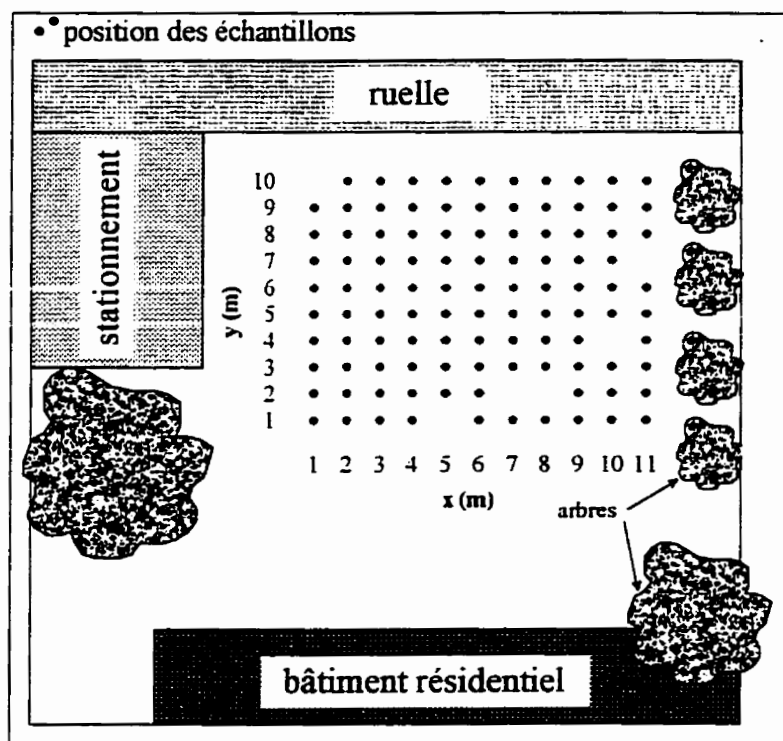 position des échantillons
ruelle
stationnement
10
9
8
7
6
5
4
3
2
1
y (m)
1 2 3 4 5 6 7 8 9 10 11
x (m)
arbres
bâtiment résidentiel